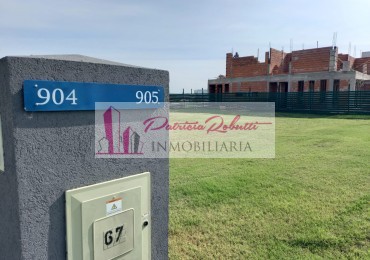 904 905
Patricia Robutti
INMOBILIARIA
67